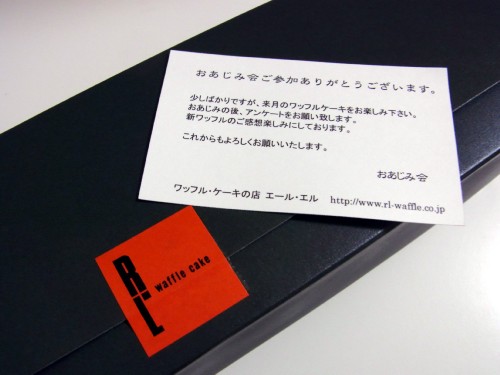 おあじみ会ご参加ありがとうございます。
少しばかりですが、来月のワッフルケーキをお楽しみ下さい。
おあじみの後、アンケートをお願い致します。
新ワッフルのご感想楽しみにしております。
これからもよろしくお願いいたします。
おあじみ会
ワッフル・ケーキの店 エール・エル http://www.rl-waffle.co.jp
R・L waffle cake